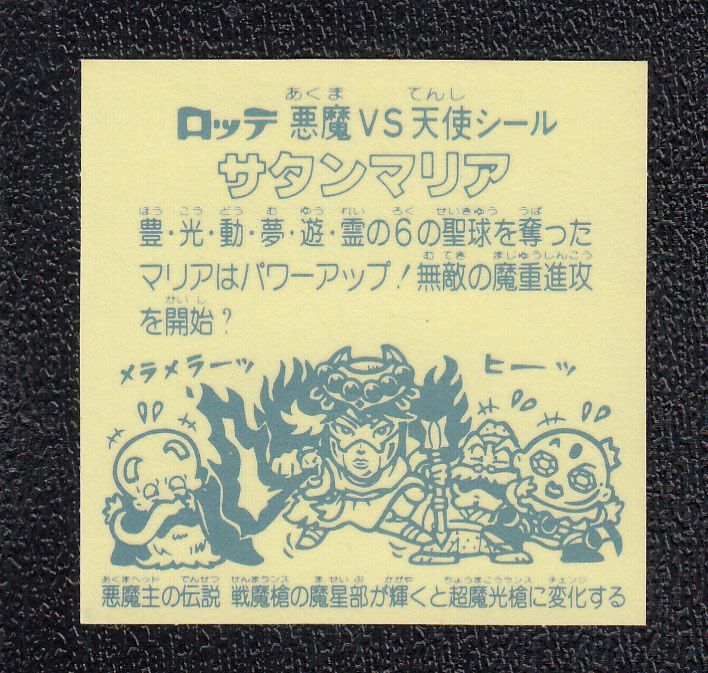 あくま てんし
ロッテ 悪魔VS天使シール
サタンマリア
ほう こう どう む ゆう れい ろく せいきゅう うば
豊・光・動・夢・遊・霊の6の聖球を奪った
むてき まじゅうしんこう
マリアはパワーアップ!無敵の魔重進攻
かいし
を開始?
メラメラーッ ヒーッ
あくまヘッド でんせつ せんまランス ませいぶ かがや ちょうまこうランス チェンジ
悪魔主の伝説 戦魔槍の魔星部が輝くと超魔光槍に変化する